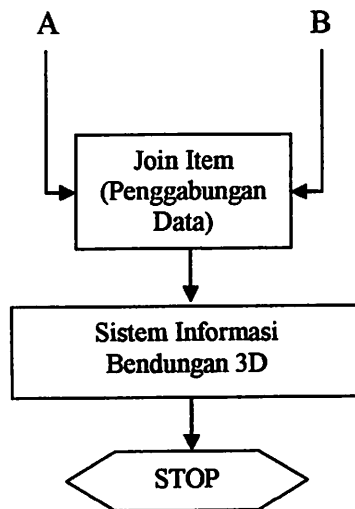 A B
Join Item
(Penggabungan
Data)
Sistem Informasi
Bendungan 3D
STOP